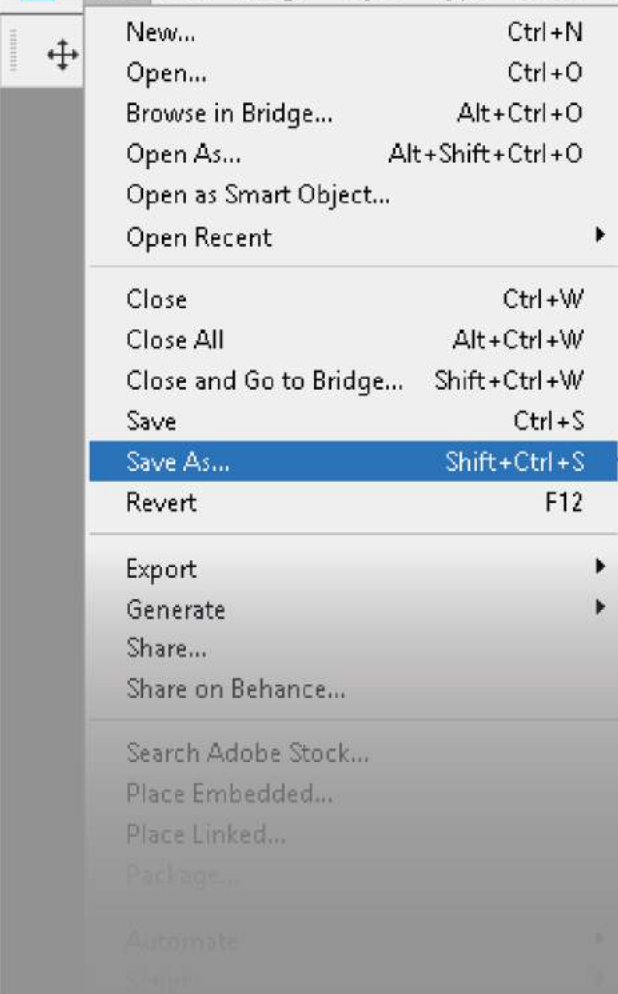 New... Ctrl+N
Open... Ctrl+O
Browse in Bridge... Alt+Ctrl+O
Open As... Alt+Shift+Ctrl+O
Open as Smart Object...
Open Recent
Close Ctrl+W
Close All Alt+Ctrl+W
Close and Go to Bridge... Shift+Ctrl+W
Save Ctrl+S
Save As... Shift+Ctrl+S
Revert F12
Export
Generate
Share...
Share on Behance...
Search Adobe Stock...
Place Embedded...
Place Linked...
Package...
Automate